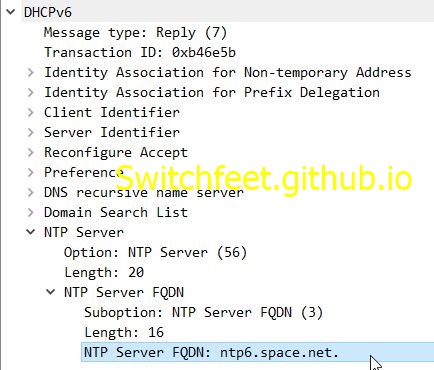 DHCPv6
Message type: Reply (7)
Transaction ID: 0xb46e5b
Identity Association for Non-temporary Address
Identity Association for Prefix Delegation
Client Identifier
Server Identifier
Reconfigure Accept
Preference
Switchfeet.github.io
DNS recursive name server
Domain Search List
NTP Server
Option: NTP Server (56)
Length: 20
NTP Server FQDN
Suboption: NTP Server FQDN (3)
Length: 16
NTP Server FQDN: ntp6.space.net.